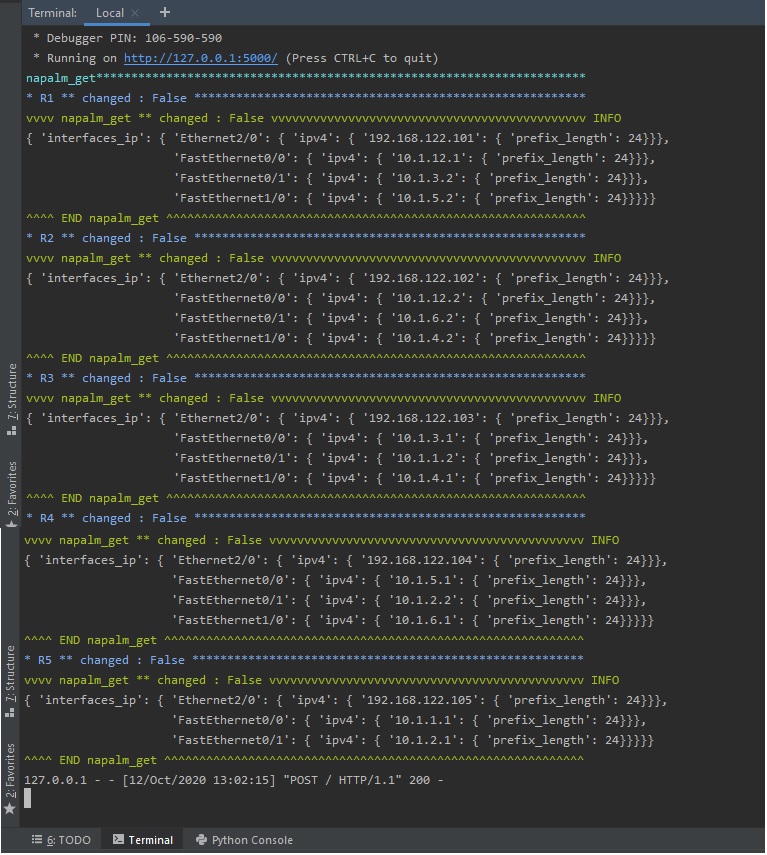 Terminal: Local × +
* Debugger PIN: 106-590-590
* Running on http://127.0.0.1:5000/ (Press CTRL+C to quit)
napalm_get**********************************************************************
* R1 ** changed : False ********************************************************
vvvv napalm_get ** changed : False vvvvvvvvvvvvvvvvvvvvvvvvvvvvvvvvvvvvvvvvvvvvv INFO
{ 'interfaces_ip': { 'Ethernet2/0': { 'ipv4': { '192.168.122.101': { 'prefix_length': 24}}},
'FastEthernet0/0': { 'ipv4': { '10.1.12.1': { 'prefix_length': 24}}},
'FastEthernet0/1': { 'ipv4': { '10.1.3.2': { 'prefix_length': 24}}},
'FastEthernet1/0': { 'ipv4': { '10.1.5.2': { 'prefix_length': 24}}}}}
^^^^ END napalm_get ^^^^^^^^^^^^^^^^^^^^^^^^^^^^^^^^^^^^^^^^^^^^^^^^^^^^^^^^^^^^
* R2 ** changed : False ********************************************************
vvvv napalm_get ** changed : False vvvvvvvvvvvvvvvvvvvvvvvvvvvvvvvvvvvvvvvvvvvvv INFO
{ 'interfaces_ip': { 'Ethernet2/0': { 'ipv4': { '192.168.122.102': { 'prefix_length': 24}}},
'FastEthernet0/0': { 'ipv4': { '10.1.12.2': { 'prefix_length': 24}}},
'FastEthernet0/1': { 'ipv4': { '10.1.6.2': { 'prefix_length': 24}}},
'FastEthernet1/0': { 'ipv4': { '10.1.4.2': { 'prefix_length': 24}}}}}
^^^^ END napalm_get ^^^^^^^^^^^^^^^^^^^^^^^^^^^^^^^^^^^^^^^^^^^^^^^^^^^^^^^^^^^^
* R3 ** changed : False ********************************************************
vvvv napalm_get ** changed : False vvvvvvvvvvvvvvvvvvvvvvvvvvvvvvvvvvvvvvvvvvvvv INFO
{ 'interfaces_ip': { 'Ethernet2/0': { 'ipv4': { '192.168.122.103': { 'prefix_length': 24}}},
'FastEthernet0/0': { 'ipv4': { '10.1.3.1': { 'prefix_length': 24}}},
'FastEthernet0/1': { 'ipv4': { '10.1.1.2': { 'prefix_length': 24}}},
'FastEthernet1/0': { 'ipv4': { '10.1.4.1': { 'prefix_length': 24}}}}}
^^^^ END napalm_get ^^^^^^^^^^^^^^^^^^^^^^^^^^^^^^^^^^^^^^^^^^^^^^^^^^^^^^^^^^^^
* R4 ** changed : False ********************************************************
vvvv napalm_get ** changed : False vvvvvvvvvvvvvvvvvvvvvvvvvvvvvvvvvvvvvvvvvvvvv INFO
{ 'interfaces_ip': { 'Ethernet2/0': { 'ipv4': { '192.168.122.104': { 'prefix_length': 24}}},
'FastEthernet0/0': { 'ipv4': { '10.1.5.1': { 'prefix_length': 24}}},
'FastEthernet0/1': { 'ipv4': { '10.1.2.2': { 'prefix_length': 24}}},
'FastEthernet1/0': { 'ipv4': { '10.1.6.1': { 'prefix_length': 24}}}}}
^^^^ END napalm_get ^^^^^^^^^^^^^^^^^^^^^^^^^^^^^^^^^^^^^^^^^^^^^^^^^^^^^^^^^^^^
* R5 ** changed : False ********************************************************
vvvv napalm_get ** changed : False vvvvvvvvvvvvvvvvvvvvvvvvvvvvvvvvvvvvvvvvvvvvv INFO
{ 'interfaces_ip': { 'Ethernet2/0': { 'ipv4': { '192.168.122.105': { 'prefix_length': 24}}},
'FastEthernet0/0': { 'ipv4': { '10.1.1.1': { 'prefix_length': 24}}},
'FastEthernet0/1': { 'ipv4': { '10.1.2.1': { 'prefix_length': 24}}}}}
^^^^ END napalm_get ^^^^^^^^^^^^^^^^^^^^^^^^^^^^^^^^^^^^^^^^^^^^^^^^^^^^^^^^^^^^
127.0.0.1 - - [12/Oct/2020 13:02:15] "POST / HTTP/1.1" 200 -
7: Structure
2: Favorites
7: Structure
2: Favorites
6: TODO
Terminal
Python Console